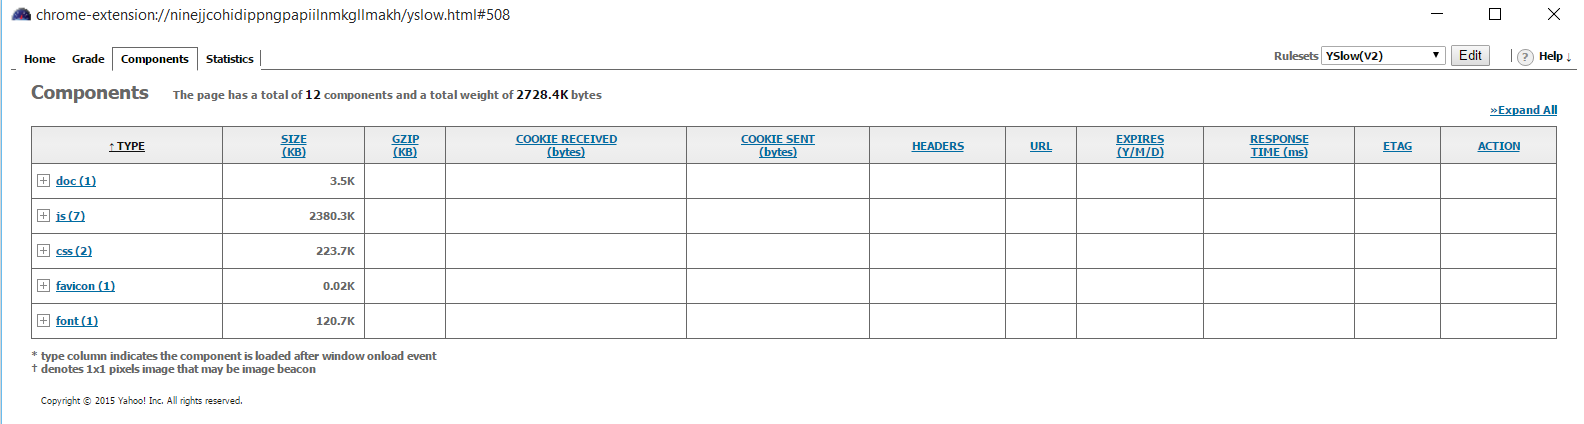 chrome-extension://ninejjcohidippngpapiilnmkgllmakh/yslow.html#508
Home Grade Components Statistics Rulesets YSlow(V2) Edit ? Help ↓
Components The page has a total of 12 components and a total weight of 2728.4K bytes
»Expand All
↑ TYPE SIZE (KB) GZIP (KB) COOKIE RECEIVED (bytes) COOKIE SENT (bytes) HEADERS URL EXPIRES (Y/M/D) RESPONSE TIME (ms) ETAG ACTION
doc (1) 3.5K
js (7) 2380.3K
css (2) 223.7K
favicon (1) 0.02K
font (1) 120.7K
* type column indicates the component is loaded after window onload event
† denotes 1x1 pixels image that may be image beacon
Copyright © 2015 Yahoo! Inc. All rights reserved.